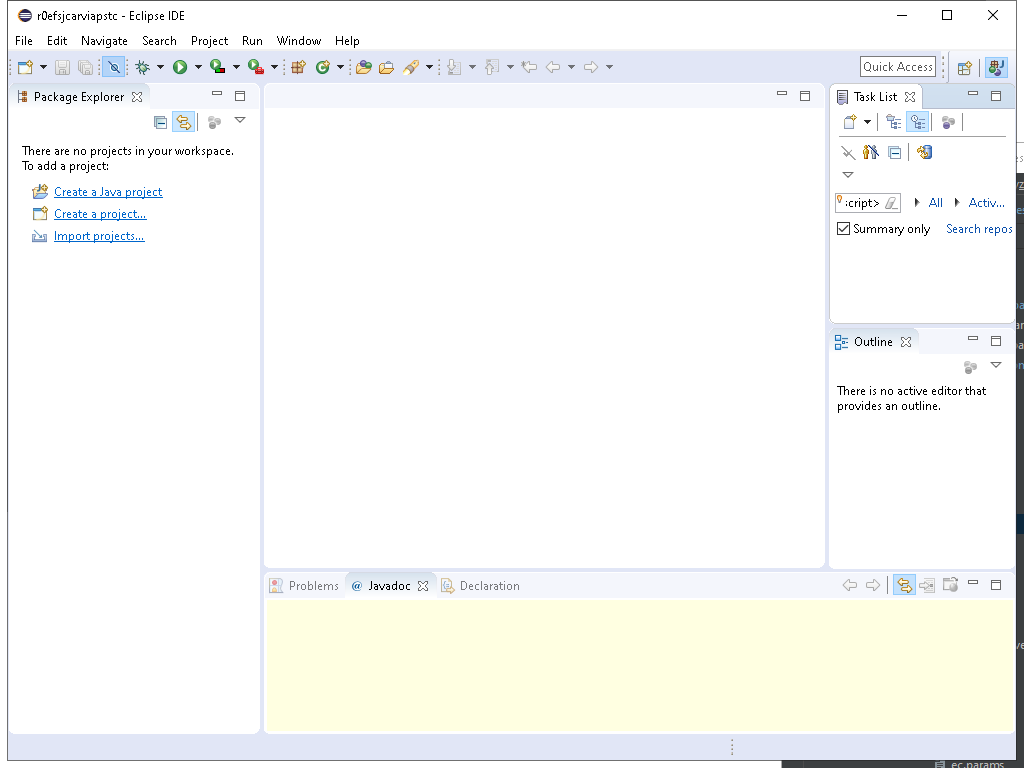 r0efsjcarviapstc - Eclipse IDE
File Edit Navigate Search Project Run Window Help
Quick Access
Package Explorer
There are no projects in your workspace.
To add a project:
Create a Java project
Create a project...
Import projects...
Task List
:cript> All Activ...
Summary only Search repos
Outline
There is no active editor that
provides an outline.
Problems @ Javadoc Declaration
ec.params